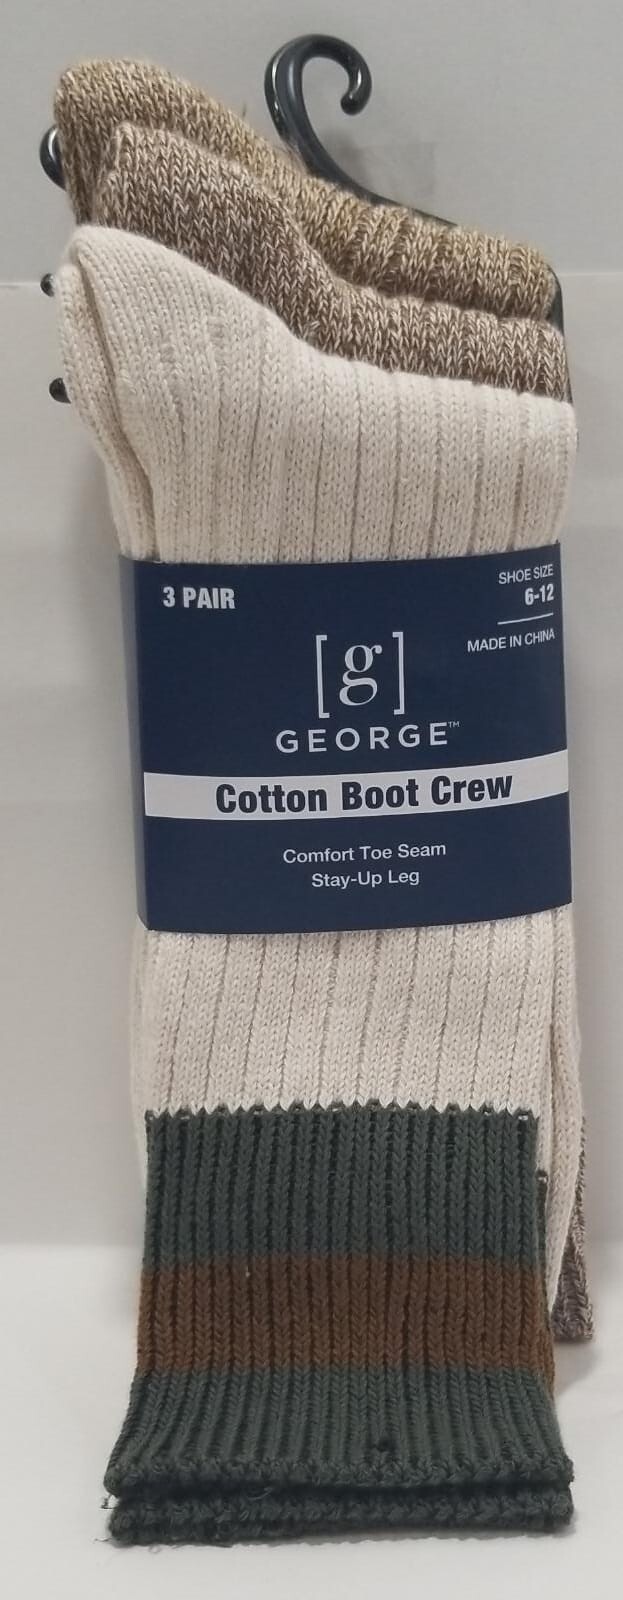 3 PAIR
SHOE SIZE
6-12
MADE IN CHINA
[g]
GEORGE™
Cotton Boot Crew
Comfort Toe Seam
Stay-Up Leg